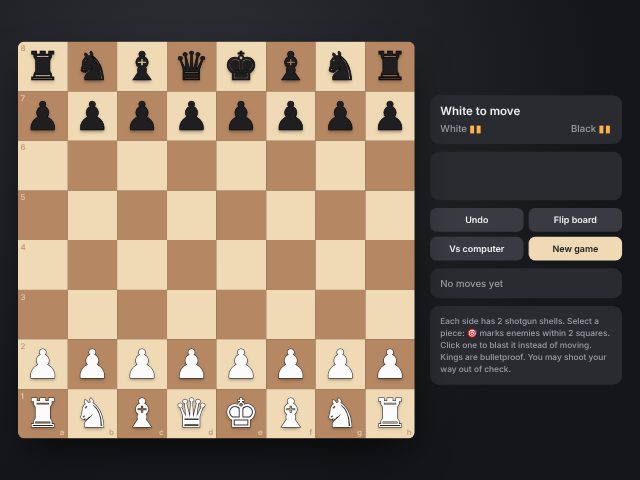 8
7
6
5
4
3
2
1
a b c d e f g h
White to move
White Black
Undo Flip board
Vs computer New game
No moves yet
Each side has 2 shotgun shells. Select a
piece: 🎯 marks enemies within 2 squares.
Click one to blast it instead of moving.
Kings are bulletproof. You may shoot your
way out of check.